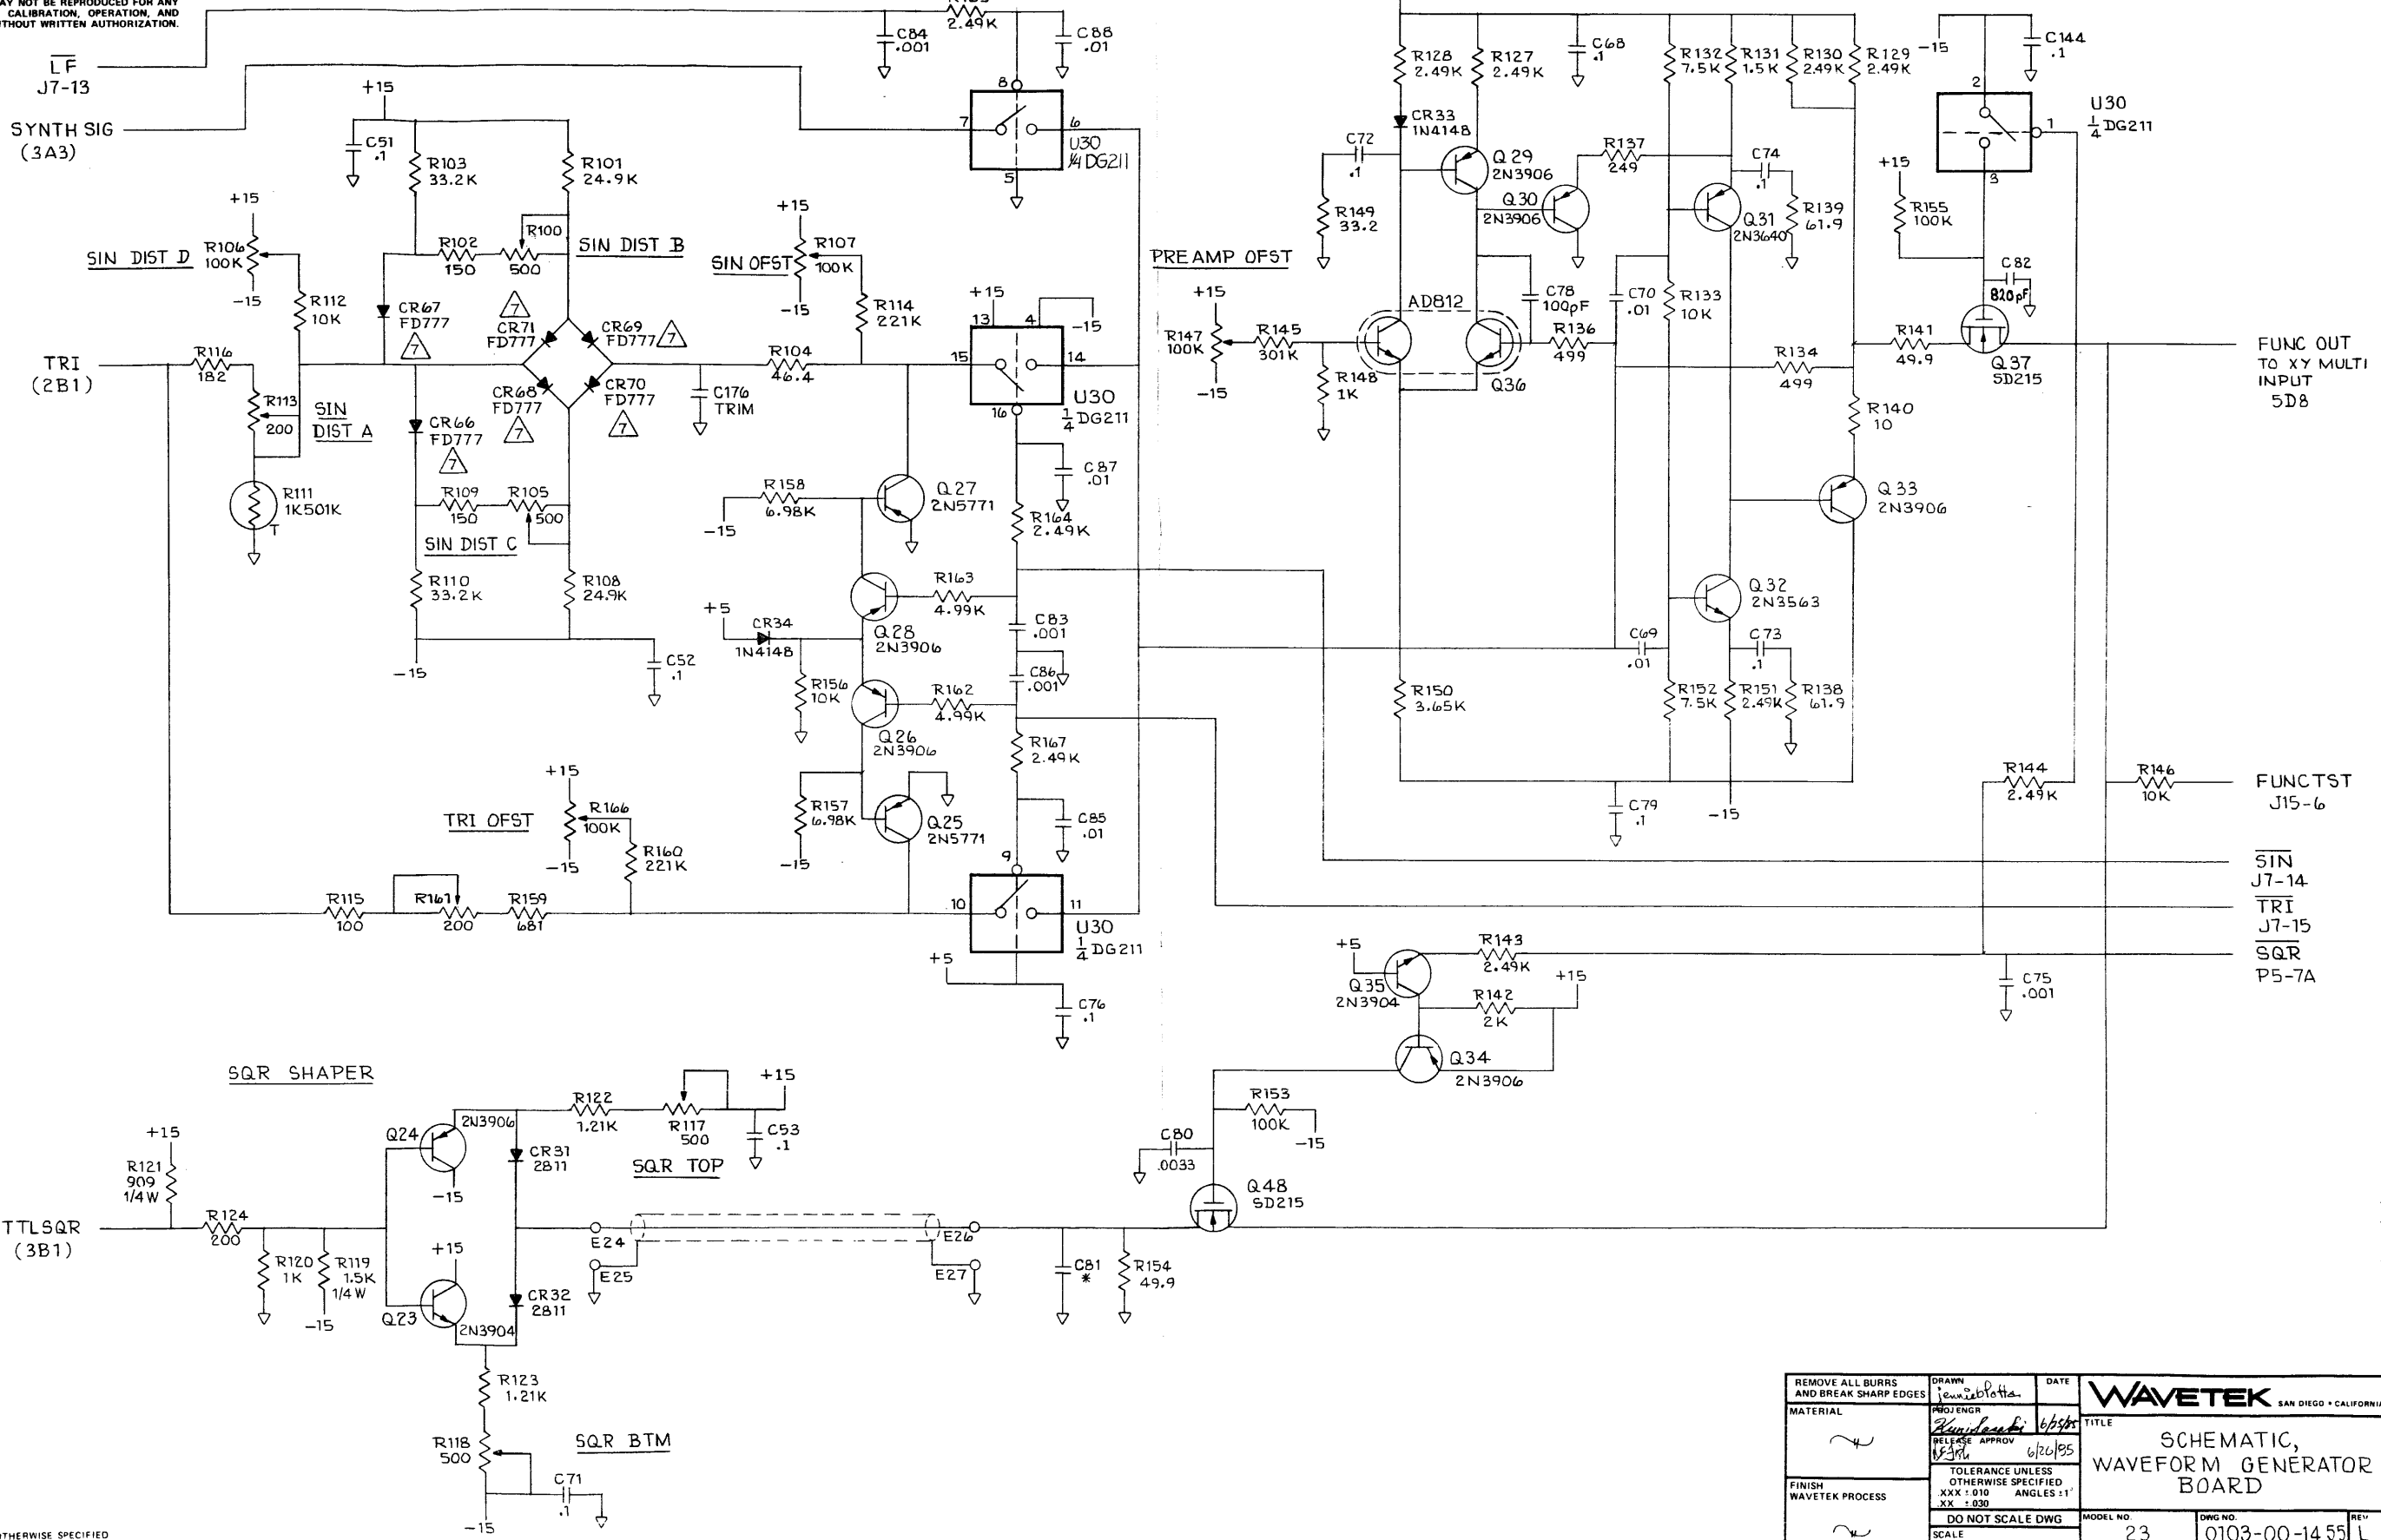 MAY NOT BE REPRODUCED FOR ANY
CALIBRATION, OPERATION, AND
WITHOUT WRITTEN AUTHORIZATION.
LF
J7-13
SYNTH SIG
(3A3)
C84
.001
2.49K
C88
.01
8
7
6
5
U30
1/4 DG211
+15
C51
.1
R103
33.2K
R101
24.9K
+15
R106
100K
-15
SIN DIST D
R112
10K
R102
150
R100
500
SIN DIST B
CR67
FD777
7
CR71
FD777
7
CR69
FD777
7
CR68
FD777
7
CR70
FD777
7
CR66
FD777
7
TRI
(2B1)
R116
182
R113
200
SIN
DIST A
R111
1K501K
T
R109
150
R105
500
SIN DIST C
R110
33.2K
R108
24.9K
-15
C52
.1
+15
SIN OFST
R107
100K
-15
R114
221K
R104
46.4
C176
TRIM
+15
13
4
-15
15
14
16
U30
1/4 DG211
C87
.01
R158
6.98K
-15
Q27
2N5771
R164
2.49K
R163
4.99K
Q28
2N3906
+5
CR34
1N4148
C83
.001
C86
.001
R156
10K
R162
4.99K
Q26
2N3906
R167
2.49K
R157
6.98K
-15
Q25
2N5771
C85
.01
+15
TRI OFST
R166
100K
-15
R160
221K
R115
100
R161
200
R159
681
9
10
11
U30
1/4 DG211
+5
C76
.1
PREAMP OFST
+15
R147
100K
-15
R145
301K
R148
1K
R128
2.49K
R127
2.49K
C68
.1
CR33
1N4148
C72
.1
R149
33.2
Q29
2N3906
Q30
2N3906
R137
249
AD812
Q36
C78
100pF
R136
499
C70
.01
R132
7.5K
R131
1.5K
R130
2.49K
R129
2.49K
C74
.1
Q31
2N3640
R139
61.9
R133
10K
R134
499
R141
49.9
R140
10
Q33
2N3906
Q32
2N3563
C69
.01
C73
.1
R150
3.65K
R152
7.5K
R151
2.49K
R138
61.9
C79
.1
-15
-15
C144
.1
2
1
3
U30
1/4 DG211
+15
R155
100K
C82
820pF
Q37
SD215
FUNC OUT
TO XY MULTI
INPUT
5D8
R144
2.49K
R146
10K
FUNCTST
J15-6
SIN
J7-14
TRI
J7-15
SQR
P5-7A
C75
.001
+5
Q35
2N3904
R143
2.49K
R142
2K
+15
Q34
2N3906
R153
100K
-15
C80
.0033
Q48
SD215
SQR SHAPER
+15
R121
909
1/4W
TTLSQR
(3B1)
R124
200
R120
1K
R119
1.5K
1/4W
-15
Q24
2N3906
-15
+15
Q23
2N3904
CR31
2811
CR32
2811
R122
1.21K
R117
500
SQR TOP
+15
C53
.1
E24
E25
E26
E27
C81
*
R154
49.9
R123
1.21K
R118
500
SQR BTM
C71
.1
-15
OTHERWISE SPECIFIED
REMOVE ALL BURRS
AND BREAK SHARP EDGES
MATERIAL
FINISH
WAVETEK PROCESS
DRAWN
DATE
PROJ ENGR
RELEASE APPROV
6/26/85
TOLERANCE UNLESS
OTHERWISE SPECIFIED
.XXX ±.010 ANGLES ±1°
.XX ±.030
DO NOT SCALE DWG
SCALE
WAVETEK SAN DIEGO • CALIFORNIA
TITLE
SCHEMATIC,
WAVEFORM GENERATOR
BOARD
MODEL NO.
23
DWG NO.
0103-00-1455
REV
L